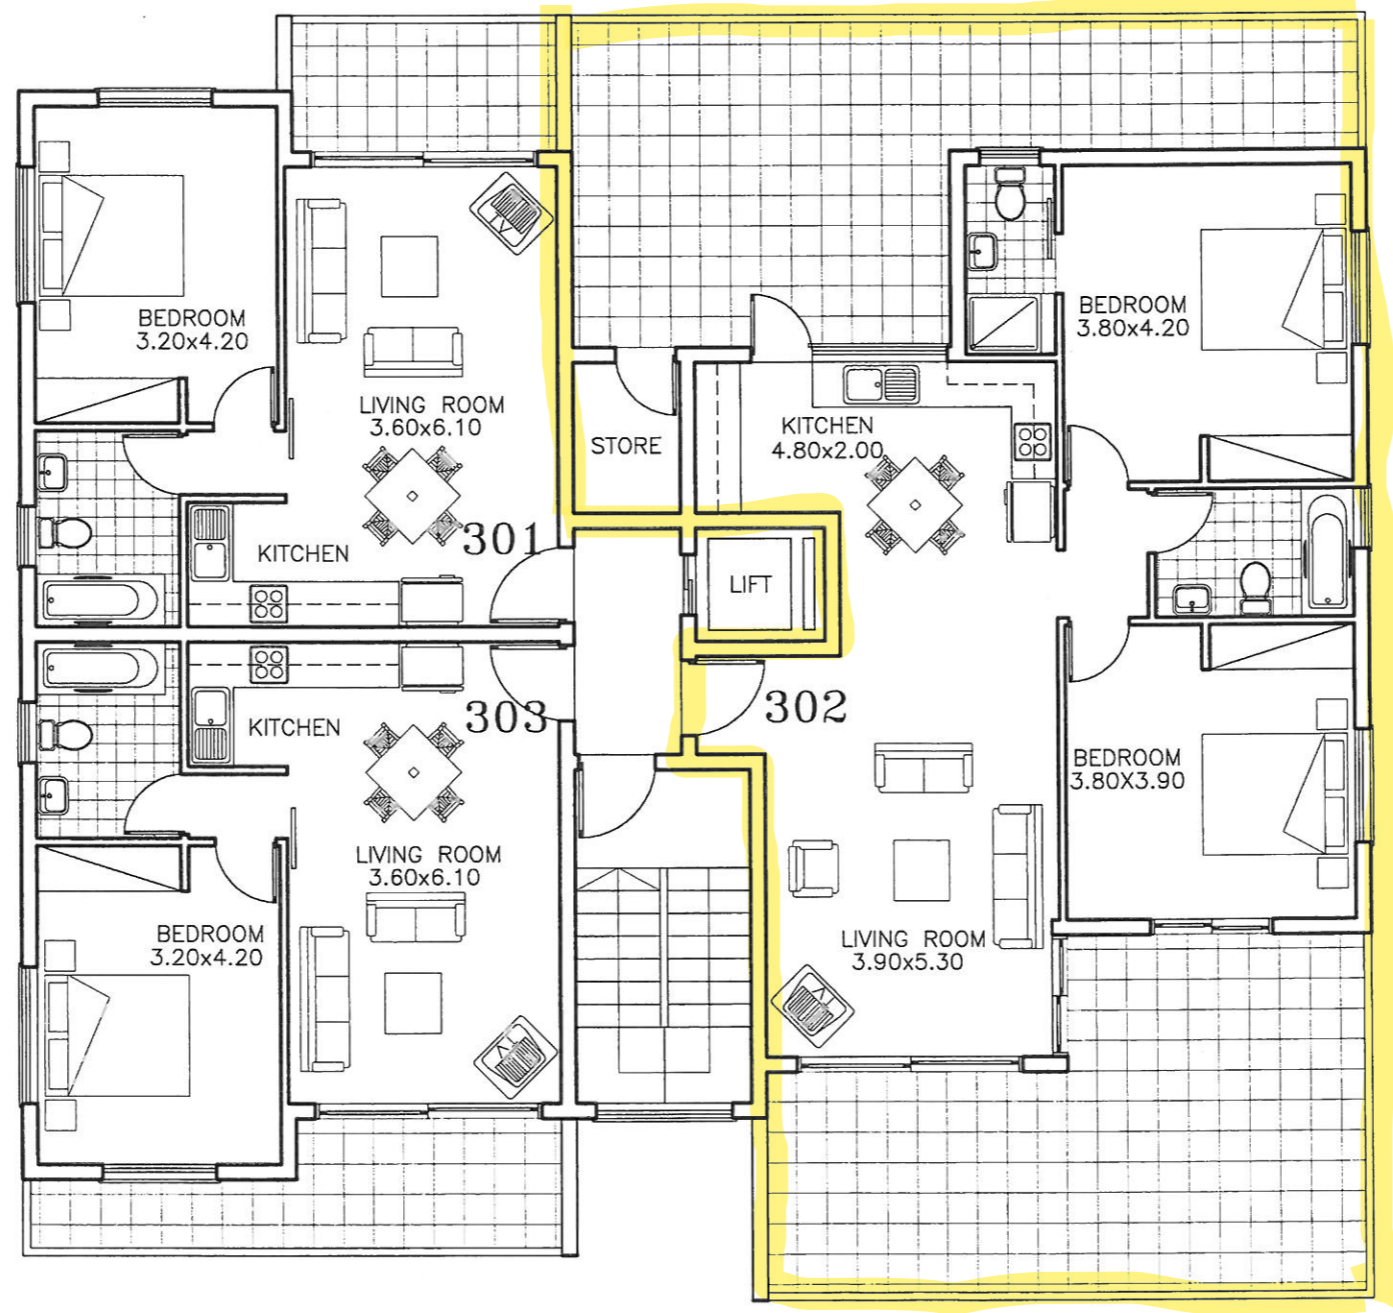 BEDROOM
3.20x4.20
LIVING ROOM
3.60x6.10
STORE
KITCHEN
4.80x2.00
BEDROOM
3.80x4.20
KITCHEN
301
LIFT
KITCHEN
303
302
BEDROOM
3.80X3.90
LIVING ROOM
3.60x6.10
BEDROOM
3.20x4.20
LIVING ROOM
3.90x5.30